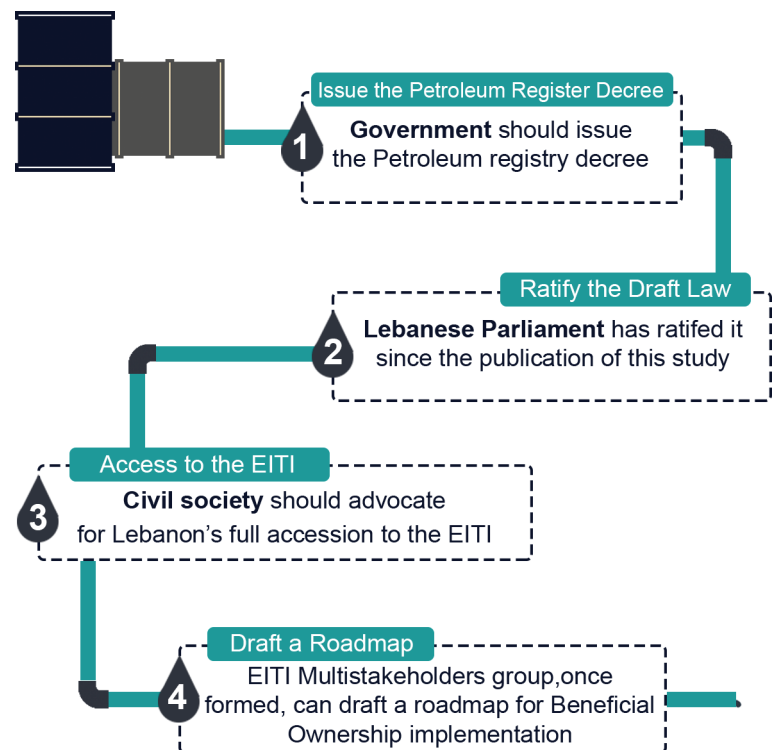 Issue the Petroleum Register Decree
1
Government should issue
the Petroleum registry decree
Ratify the Draft Law
2
Lebanese Parliament has ratifed it
since the publication of this study
Access to the EITI
3
Civil society should advocate
for Lebanon's full accession to the EITI
Draft a Roadmap
4
EITI Multistakeholders group,once
formed, can draft a roadmap for Beneficial
Ownership implementation